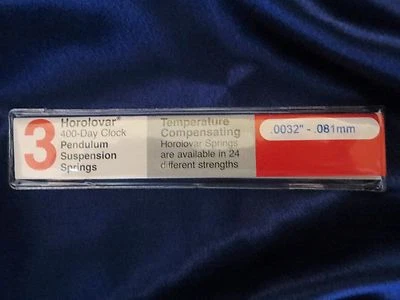 3
Horolovar®
400-Day Clock
Pendulum
Suspension
Springs
Temperature
Compensating
Horolovar Springs
are available in 24
different strengths
.0032" - .081mm